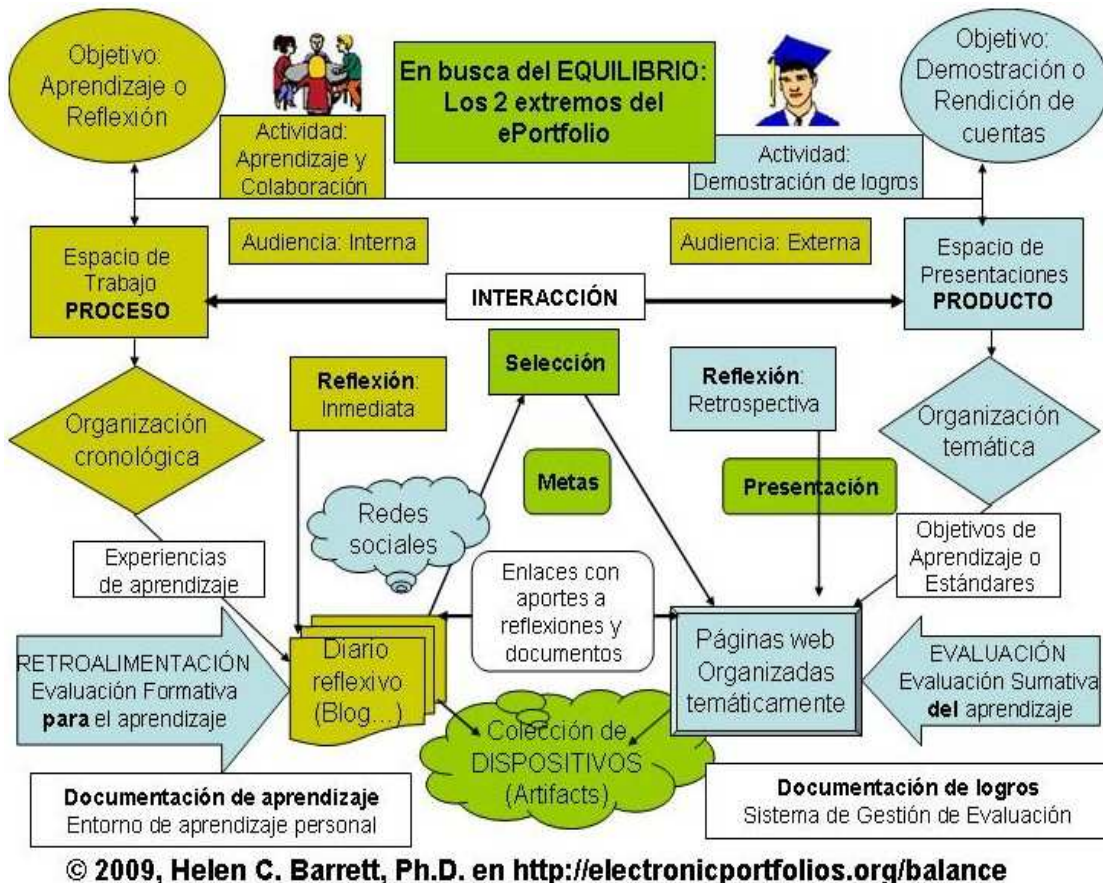 Objetivo:
Aprendizaje o
Reflexión
En busca del EQUILIBRIO:
Los 2 extremos del
ePortfolio
Objetivo:
Demostración o
Rendición de
cuentas
Actividad:
Aprendizaje y
Colaboración
Actividad:
Demostración de logros
Audiencia: Interna
Audiencia: Externa
Espacio de
Trabajo
PROCESO
INTERACCIÓN
Espacio de
Presentaciones
PRODUCTO
Selección
Reflexión:
Inmediata
Reflexión:
Retrospectiva
Organización
cronológica
Organización
temática
Metas
Presentación
Redes
sociales
Experiencias
de aprendizaje
Enlaces con
aportes a
reflexiones y
documentos
Objetivos de
Aprendizaje o
Estándares
RETROALIMENTACIÓN
Evaluación Formativa
para el aprendizaje
Diario
reflexivo
(Blog...)
Páginas web
Organizadas
temáticamente
EVALUACIÓN
Evaluación Sumativa
del aprendizaje
Colección de
DISPOSITIVOS
(Artifacts)
Documentación de aprendizaje
Entorno de aprendizaje personal
Documentación de logros
Sistema de Gestión de Evaluación
© 2009, Helen C. Barrett, Ph.D. en http://electronicportfolios.org/balance